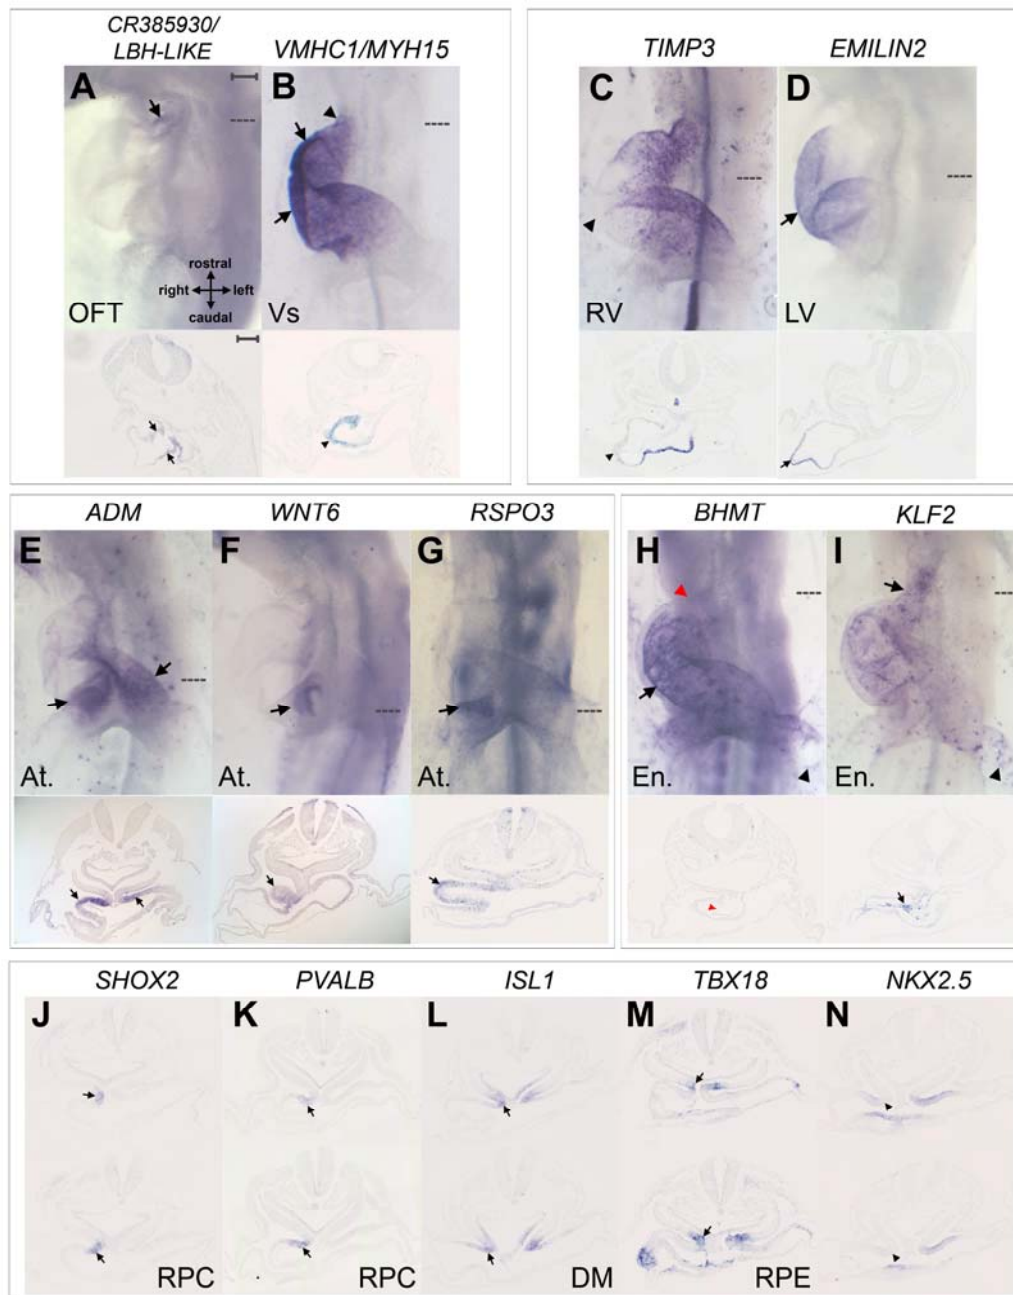 CR385930/
LBH-LIKE
VMHC1/MYH15
TIMP3
EMILIN2
A
B
C
D
rostral
right
left
caudal
OFT
Vs
RV
LV
ADM
WNT6
RSPO3
BHMT
KLF2
E
F
G
H
I
At.
At.
At.
En.
En.
SHOX2
PVALB
ISL1
TBX18
NKX2.5
J
K
L
M
N
RPC
RPC
DM
RPE